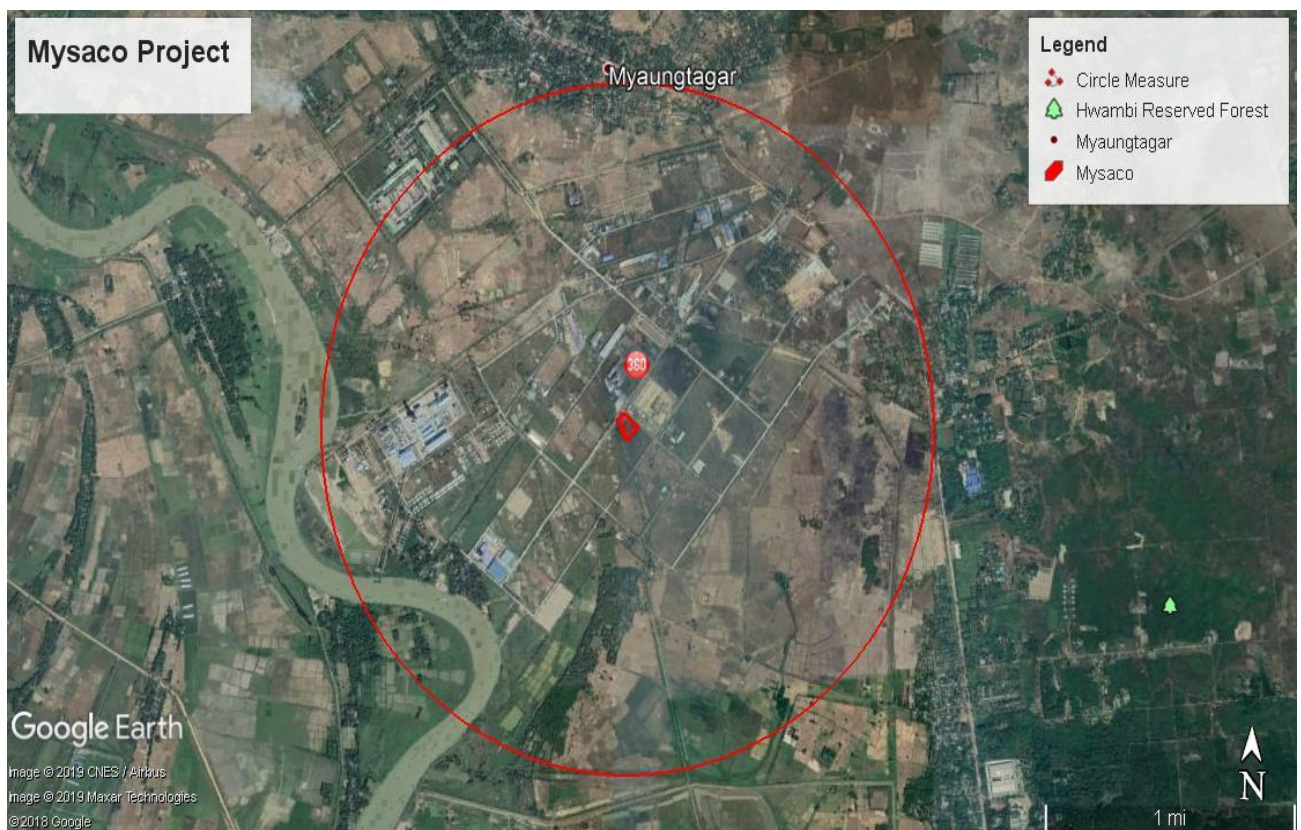 Mysaco Project
Legend
Circle Measure
Hwambi Reserved Forest
Myaungtagar
Mysaco
Myaungtagar
360
Google Earth
Image © 2019 CNES / Airbus
Image © 2019 Maxar Technologies
©2018 Google
N
1 mi